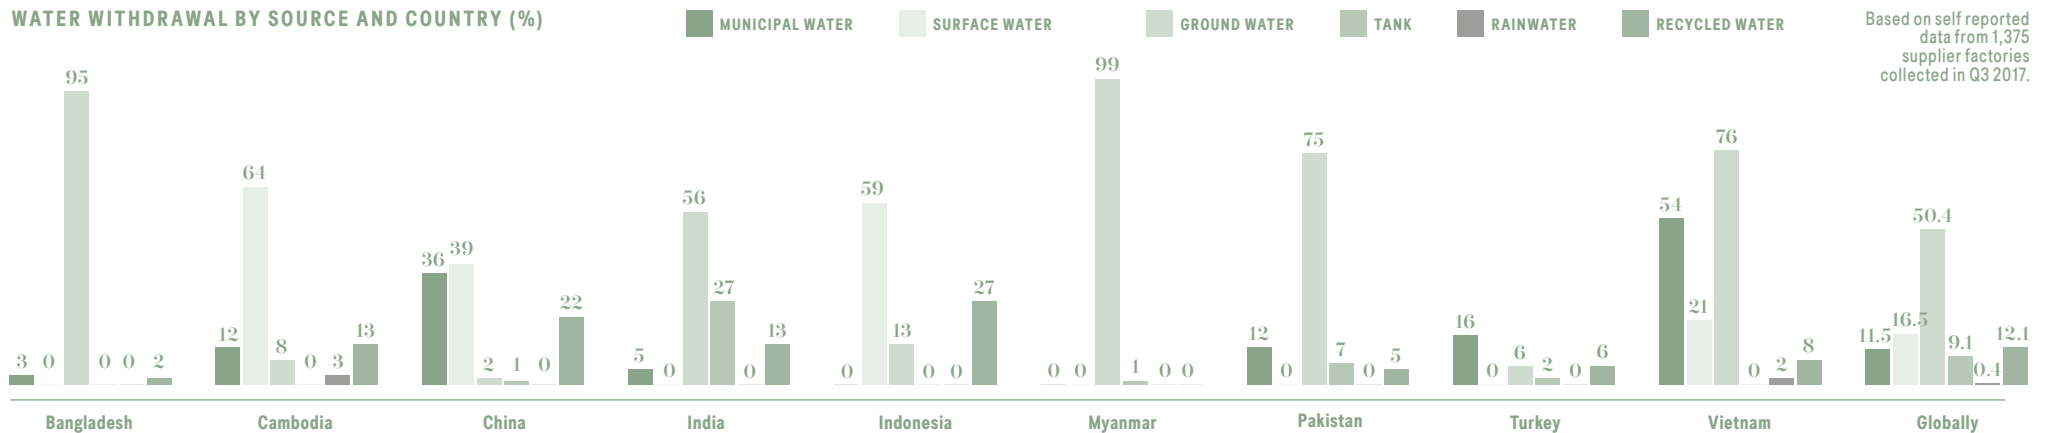 WATER WITHDRAWAL BY SOURCE AND COUNTRY (%)
MUNICIPAL WATER
SURFACE WATER
GROUND WATER
TANK
RAINWATER
RECYCLED WATER
Based on self reported
data from 1,375
supplier factories
collected in Q3 2017.
3 0 95 0 0 2
12 64 8 0 3 13
36 39 2 1 0 22
5 0 56 27 0 13
0 59 13 0 0 27
0 0 99 1 0 0
12 0 75 7 0 5
16 0 6 2 0 6
54 21 76 0 2 8
11.5 16.5 50.4 9.1 0.4 12.1
Bangladesh
Cambodia
China
India
Indonesia
Myanmar
Pakistan
Turkey
Vietnam
Globally